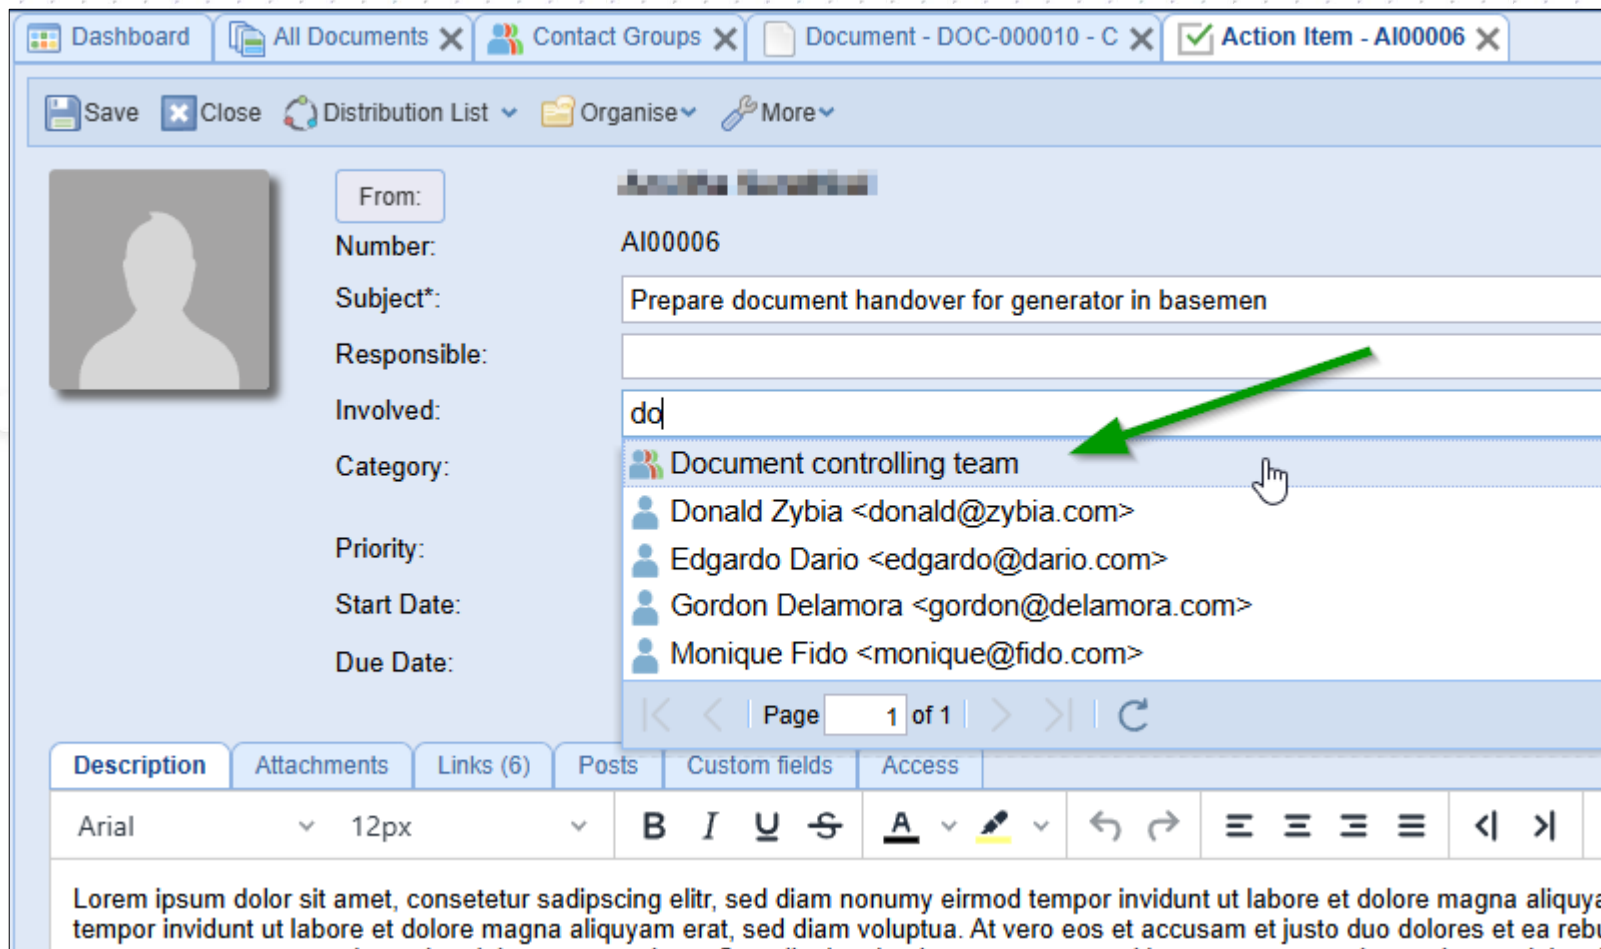 Dashboard All Documents Contact Groups Document - DOC-000010 - C Action Item - AI00006
Save Close Distribution List Organise More
From:
Number: AI00006
Subject*: Prepare document handover for generator in basemen
Responsible:
Involved: do
Document controlling team
Category:
Donald Zybia <donald@zybia.com>
Priority: Edgardo Dario <edgardo@dario.com>
Start Date: Gordon Delamora <gordon@delamora.com>
Due Date: Monique Fido <monique@fido.com>
Page 1 of 1
Description Attachments Links (6) Posts Custom fields Access
Arial 12px B I U S A
Lorem ipsum dolor sit amet, consetetur sadipscing elitr, sed diam nonumy eirmod tempor invidunt ut labore et dolore magna aliquya
tempor invidunt ut labore et dolore magna aliquyam erat, sed diam voluptua. At vero eos et accusam et justo duo dolores et ea rebu